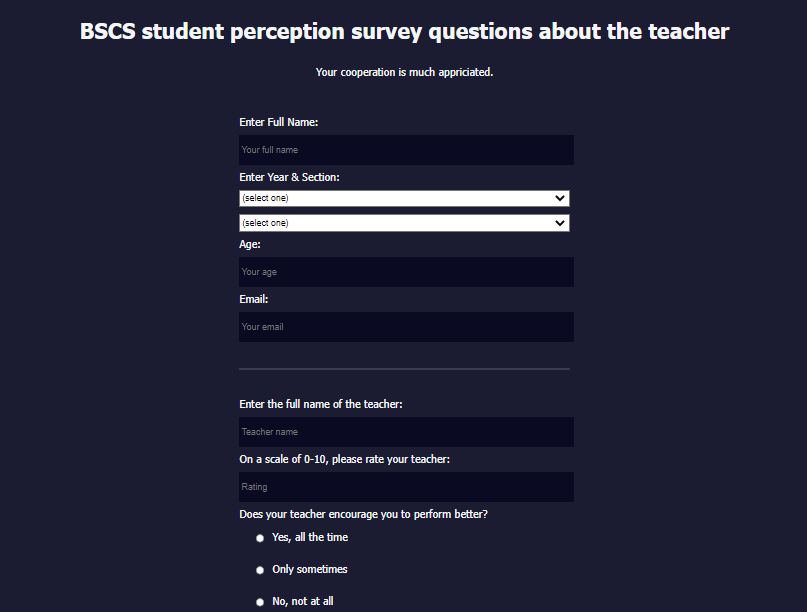 BSCS student perception survey questions about the teacher
Your cooperation is much appriciated.
Enter Full Name:
Your full name
Enter Year & Section:
(select one)
(select one)
Age:
Your age
Email:
Your email
Enter the full name of the teacher:
Teacher name
On a scale of 0-10, please rate your teacher:
Rating
Does your teacher encourage you to perform better?
Yes, all the time
Only sometimes
No, not at all